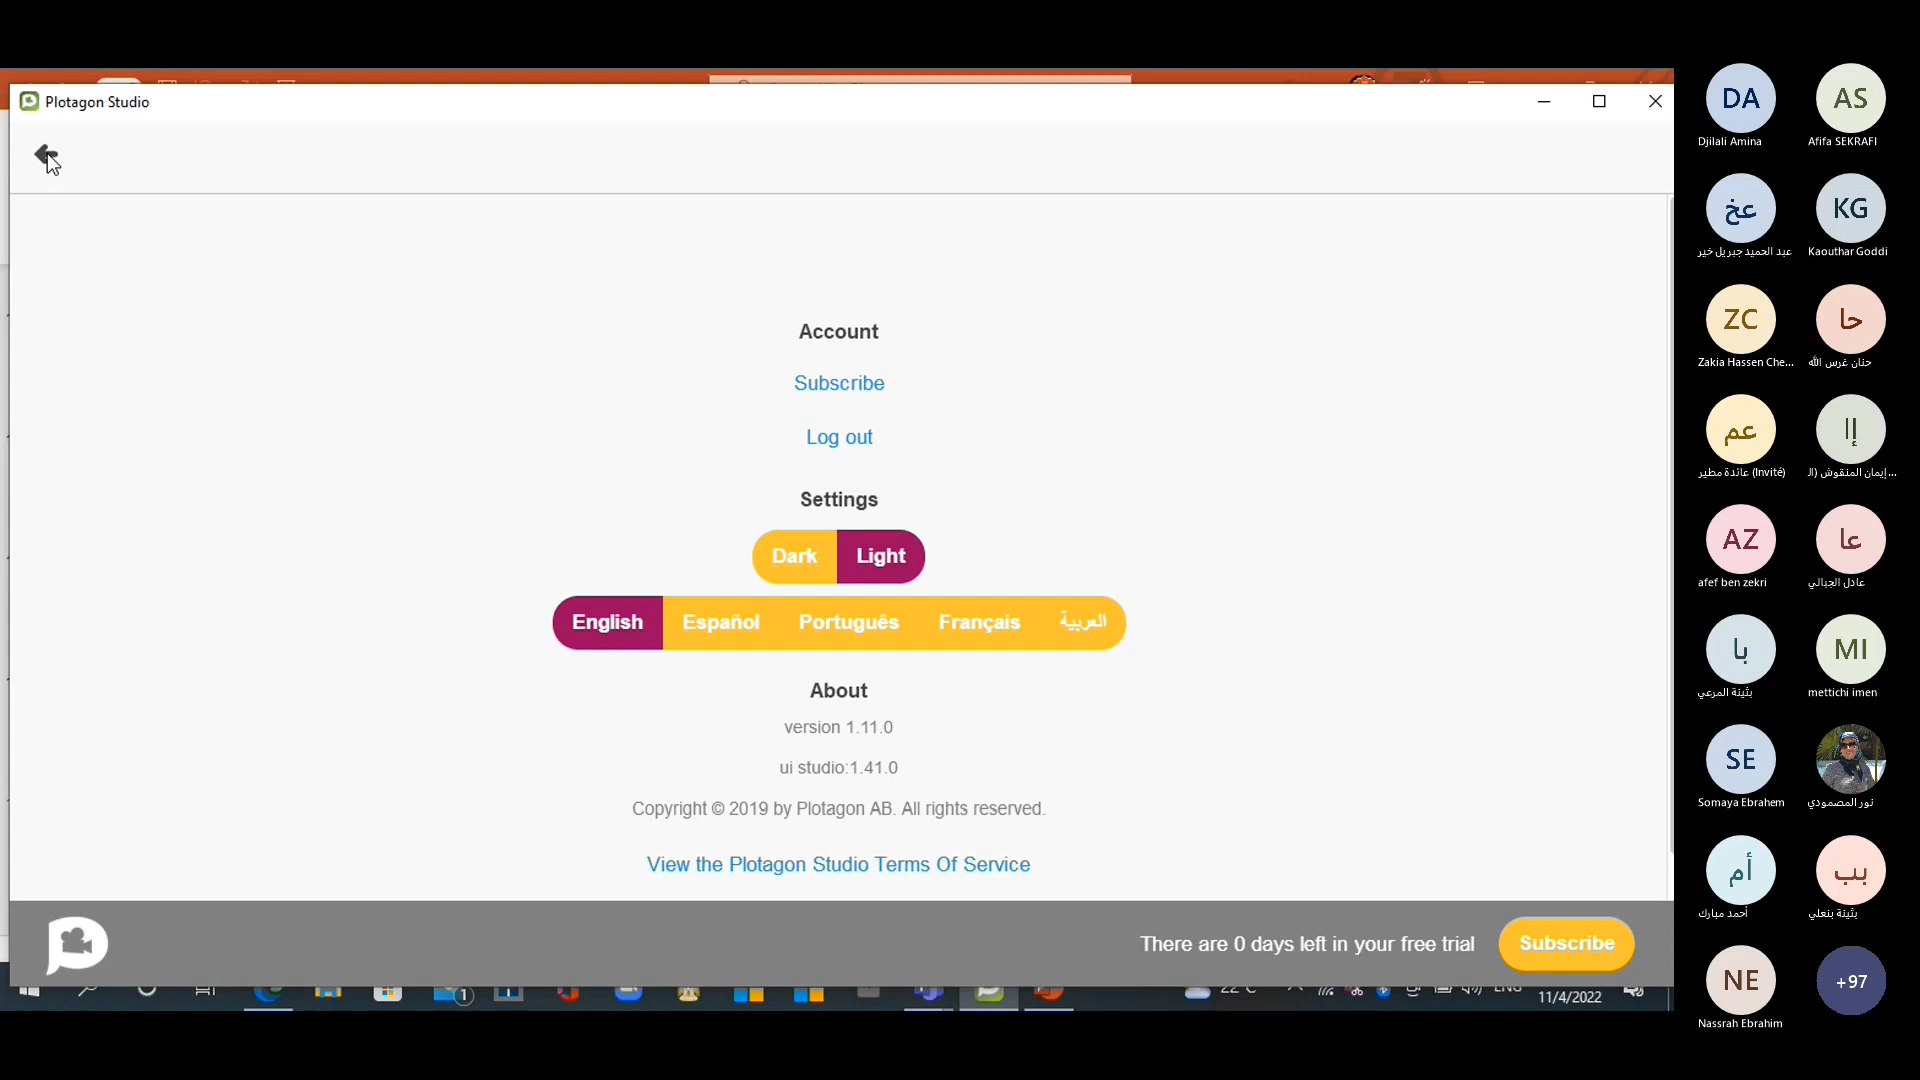 Plotagon Studio
Account
Subscribe
Log out
Settings
Dark Light
English Español Português Français العربية
About
version 1.11.0
ui studio:1.41.0
Copyright © 2019 by Plotagon AB. All rights reserved.
View the Plotagon Studio Terms Of Service
There are 0 days left in your free trial Subscribe
1
11/4/2022
DA AS
Djilali Amina Afifa SEKRAFI
عخ KG
عبد الحميد جبريل خير Kaouthar Goddi
ZC حا
Zakia Hassen Che... حنان غرس الله
عم إا
عائدة مطير (Invité) إيمان المنقوش (ال...
AZ عا
afef ben zekri عادل الجبالي
با MI
بثينة المرعي mettichi imen
SE
Somaya Ebrahem نور المصمودي
أم بب
أحمد مبارك بثينة بنعلي
NE +97
Nassrah Ebrahim